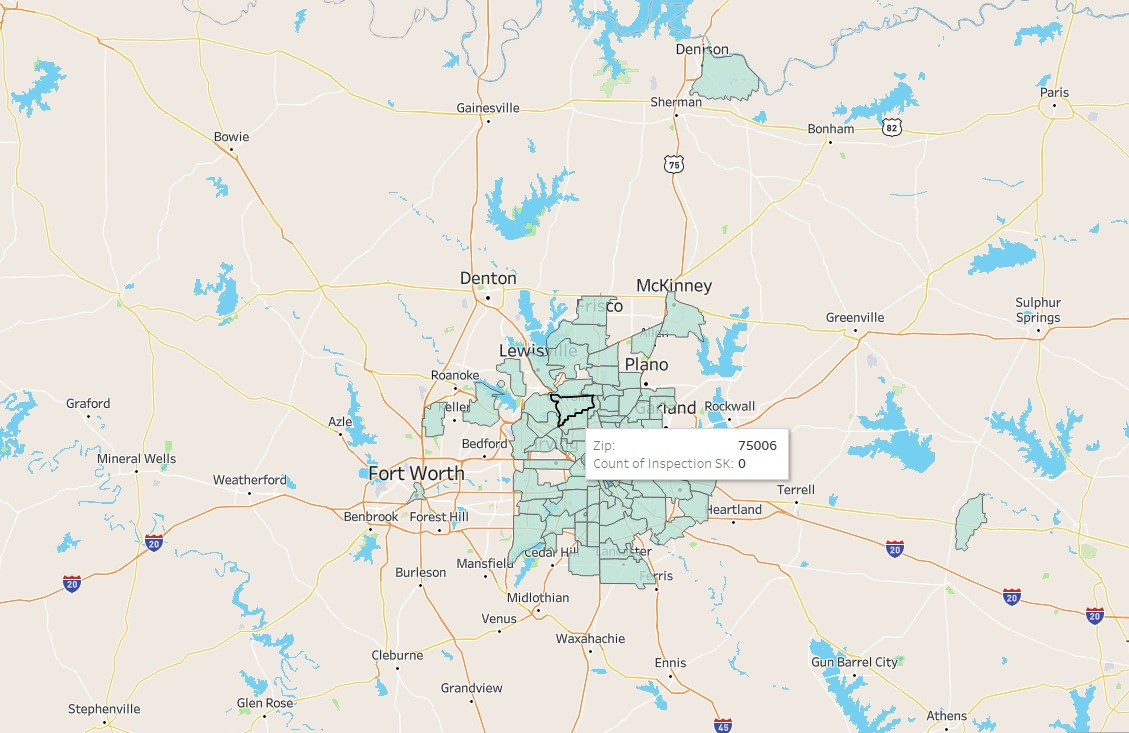 Denison
Paris
Sherman
Gainesville
82
Bonham
Bowie
75
Denton
McKinney
Frisco
Sulphur
Springs
Greenville
Allen
Lewisville
Plano
Roanoke
Graford
Keller
Garland
Rockwall
Azle
Bedford
Irving
Zip: 75006
Count of Inspection SK: 0
Mineral Wells
Fort Worth
Weatherford
Terrell
Benbrook
Forest Hill
Heartland
20
20
Cedar Hill
Lancaster
Mansfield
Burleson
Ferris
20
20
20
Midlothian
Venus
Waxahachie
Cleburne
Ennis
Gun Barrel City
Grandview
Glen Rose
Stephenville
Athens
45